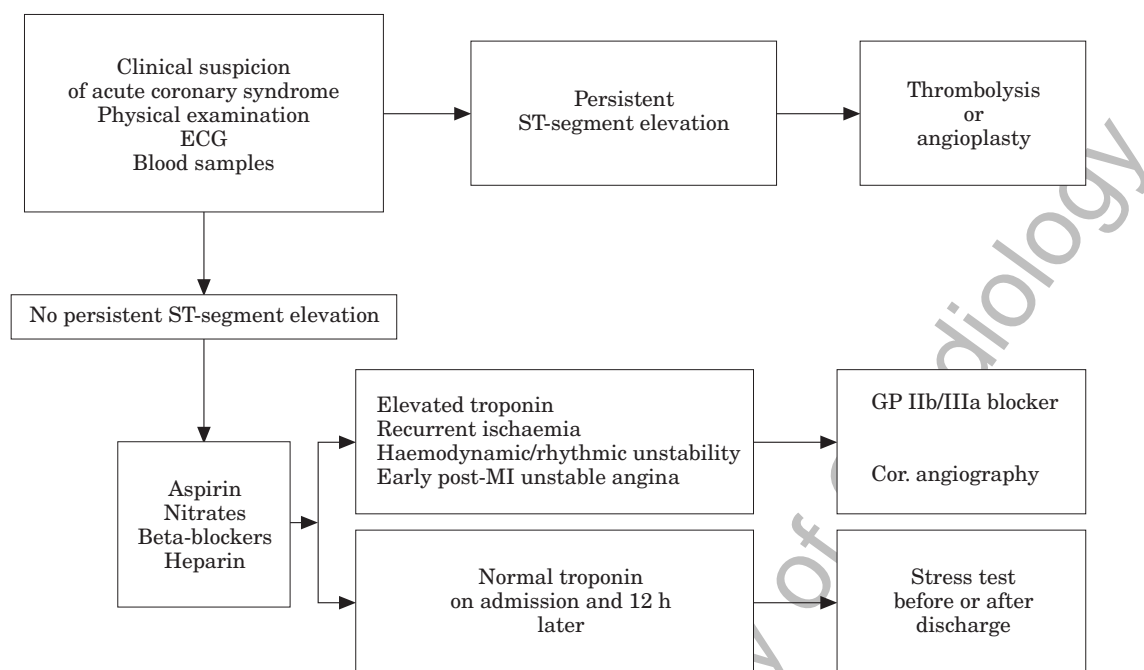 Clinical suspicion
of acute coronary syndrome
Physical examination
ECG
Blood samples
Persistent
ST-segment elevation
Thrombolysis
or
angioplasty
No persistent ST-segment elevation
Aspirin
Nitrates
Beta-blockers
Heparin
Elevated troponin
Recurrent ischaemia
Haemodynamic/rhythmic unstability
Early post-MI unstable angina
GP IIb/IIIa blocker
Cor. angiography
Normal troponin
on admission and 12 h
later
Stress test
before or after
discharge